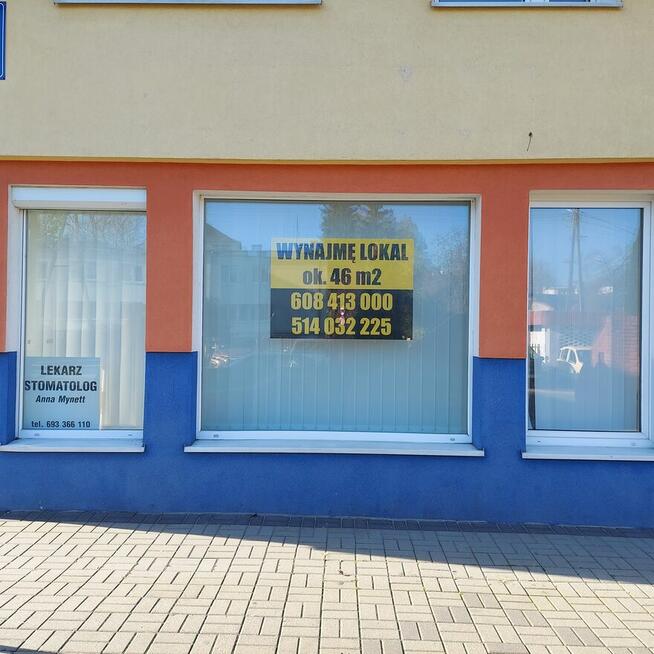 WYNAJMĘ LOKAL
ok. 46 m2
608 413 000
514 032 225
LEKARZ
STOMATOLOG
Anna Mynett
tel. 693 366 110